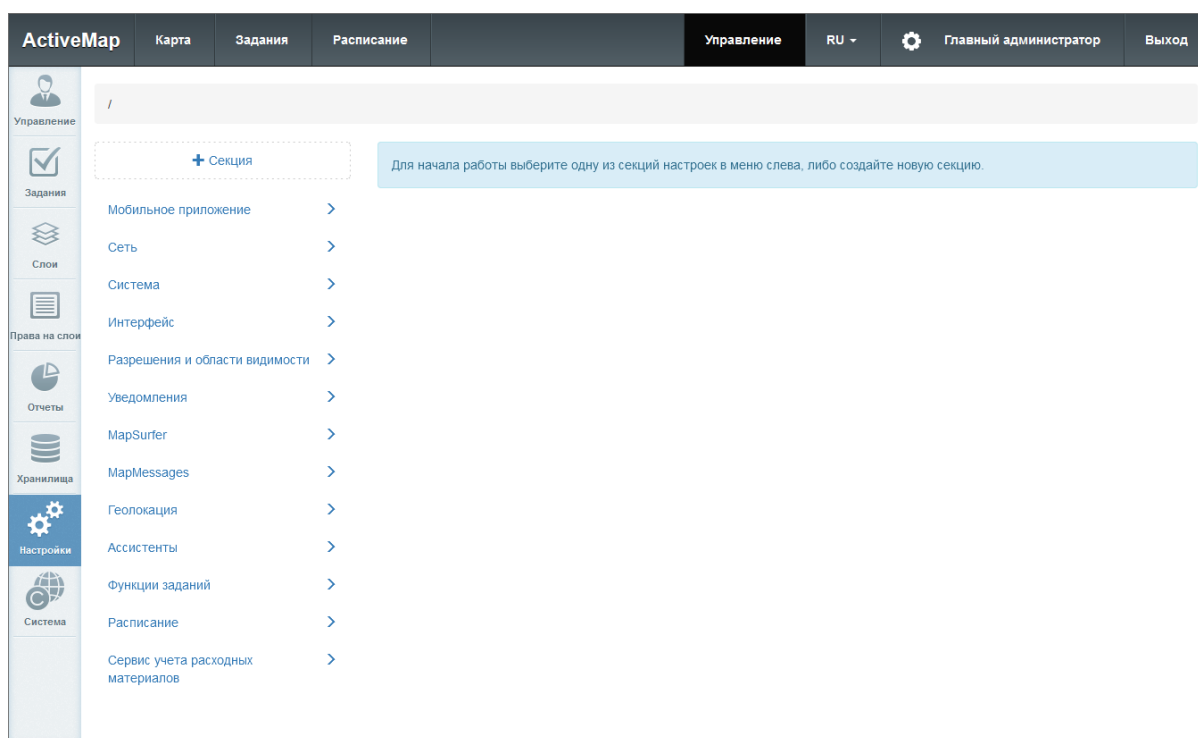 ActiveMap Карта Задания Расписание Управление RU Главный администратор Выход
Управление
Задания
Слои
Права на слои
Отчеты
Хранилища
Настройки
Система
/
+ Секция
Мобильное приложение
Сеть
Система
Интерфейс
Разрешения и области видимости
Уведомления
MapSurfer
MapMessages
Геолокация
Ассистенты
Функции заданий
Расписание
Сервис учета расходных
материалов
Для начала работы выберите одну из секций настроек в меню слева, либо создайте новую секцию.